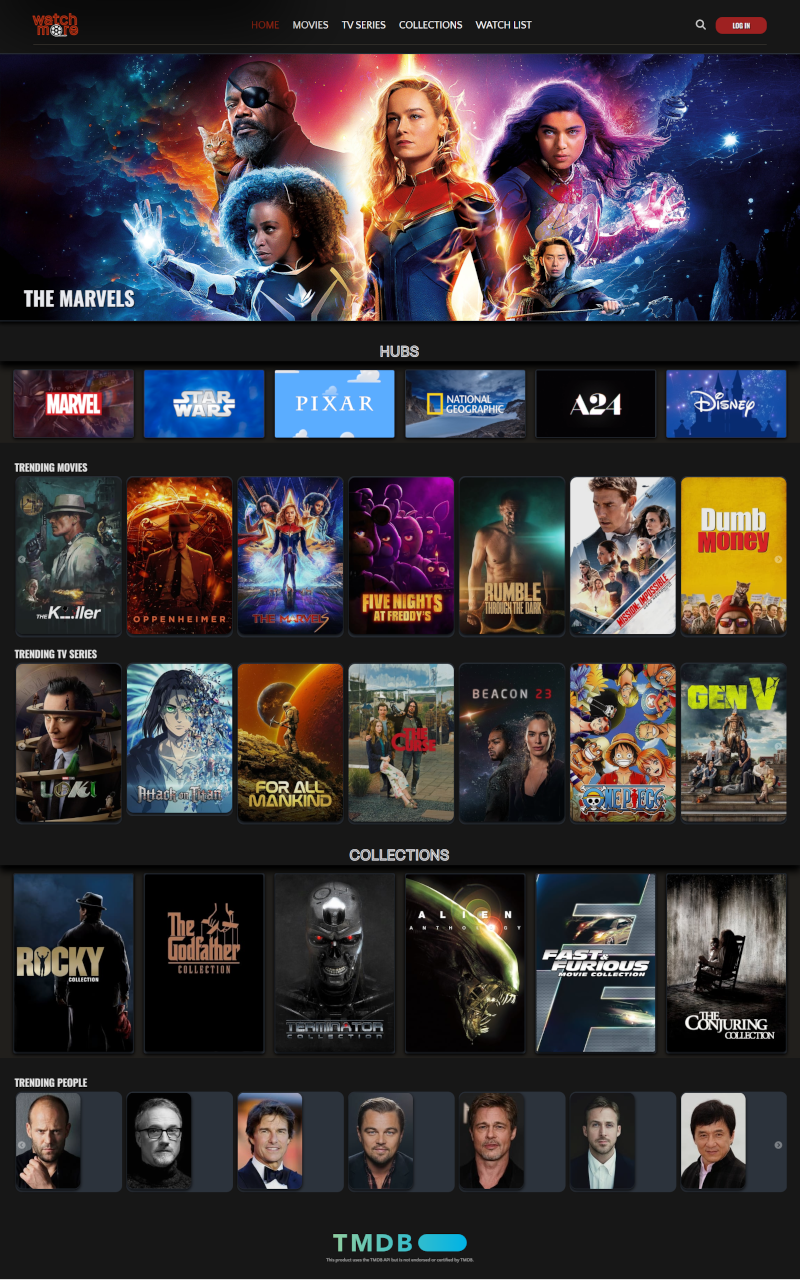 watch
more
HOME MOVIES TV SERIES COLLECTIONS WATCH LIST
LOG IN
THE MARVELS
HUBS
MARVEL
STAR
WARS
PIXAR
NATIONAL
GEOGRAPHIC
A24
Disney
TRENDING MOVIES
THE K...ller
OPPENHEIMER
THE MARVELS
FIVE NIGHTS
AT FREDDY'S
RUMBLE
THROUGH THE DARK
MISSION: IMPOSSIBLE
Dumb
Money
TRENDING TV SERIES
LOKI
Attack on Titan
FOR ALL
MANKIND
THE
CURSE
BEACON 23
ONE PIECE
GEN V
COLLECTIONS
ROCKY
COLLECTION
The
Godfather
COLLECTION
TERMINATOR
COLLECTION
ALIEN
ANTHOLOGY
FAST &
FURIOUS
MOVIE COLLECTION
THE
CONJURING
COLLECTION
TRENDING PEOPLE
TMDB
This product uses the TMDB API but is not endorsed or certified by TMDB.